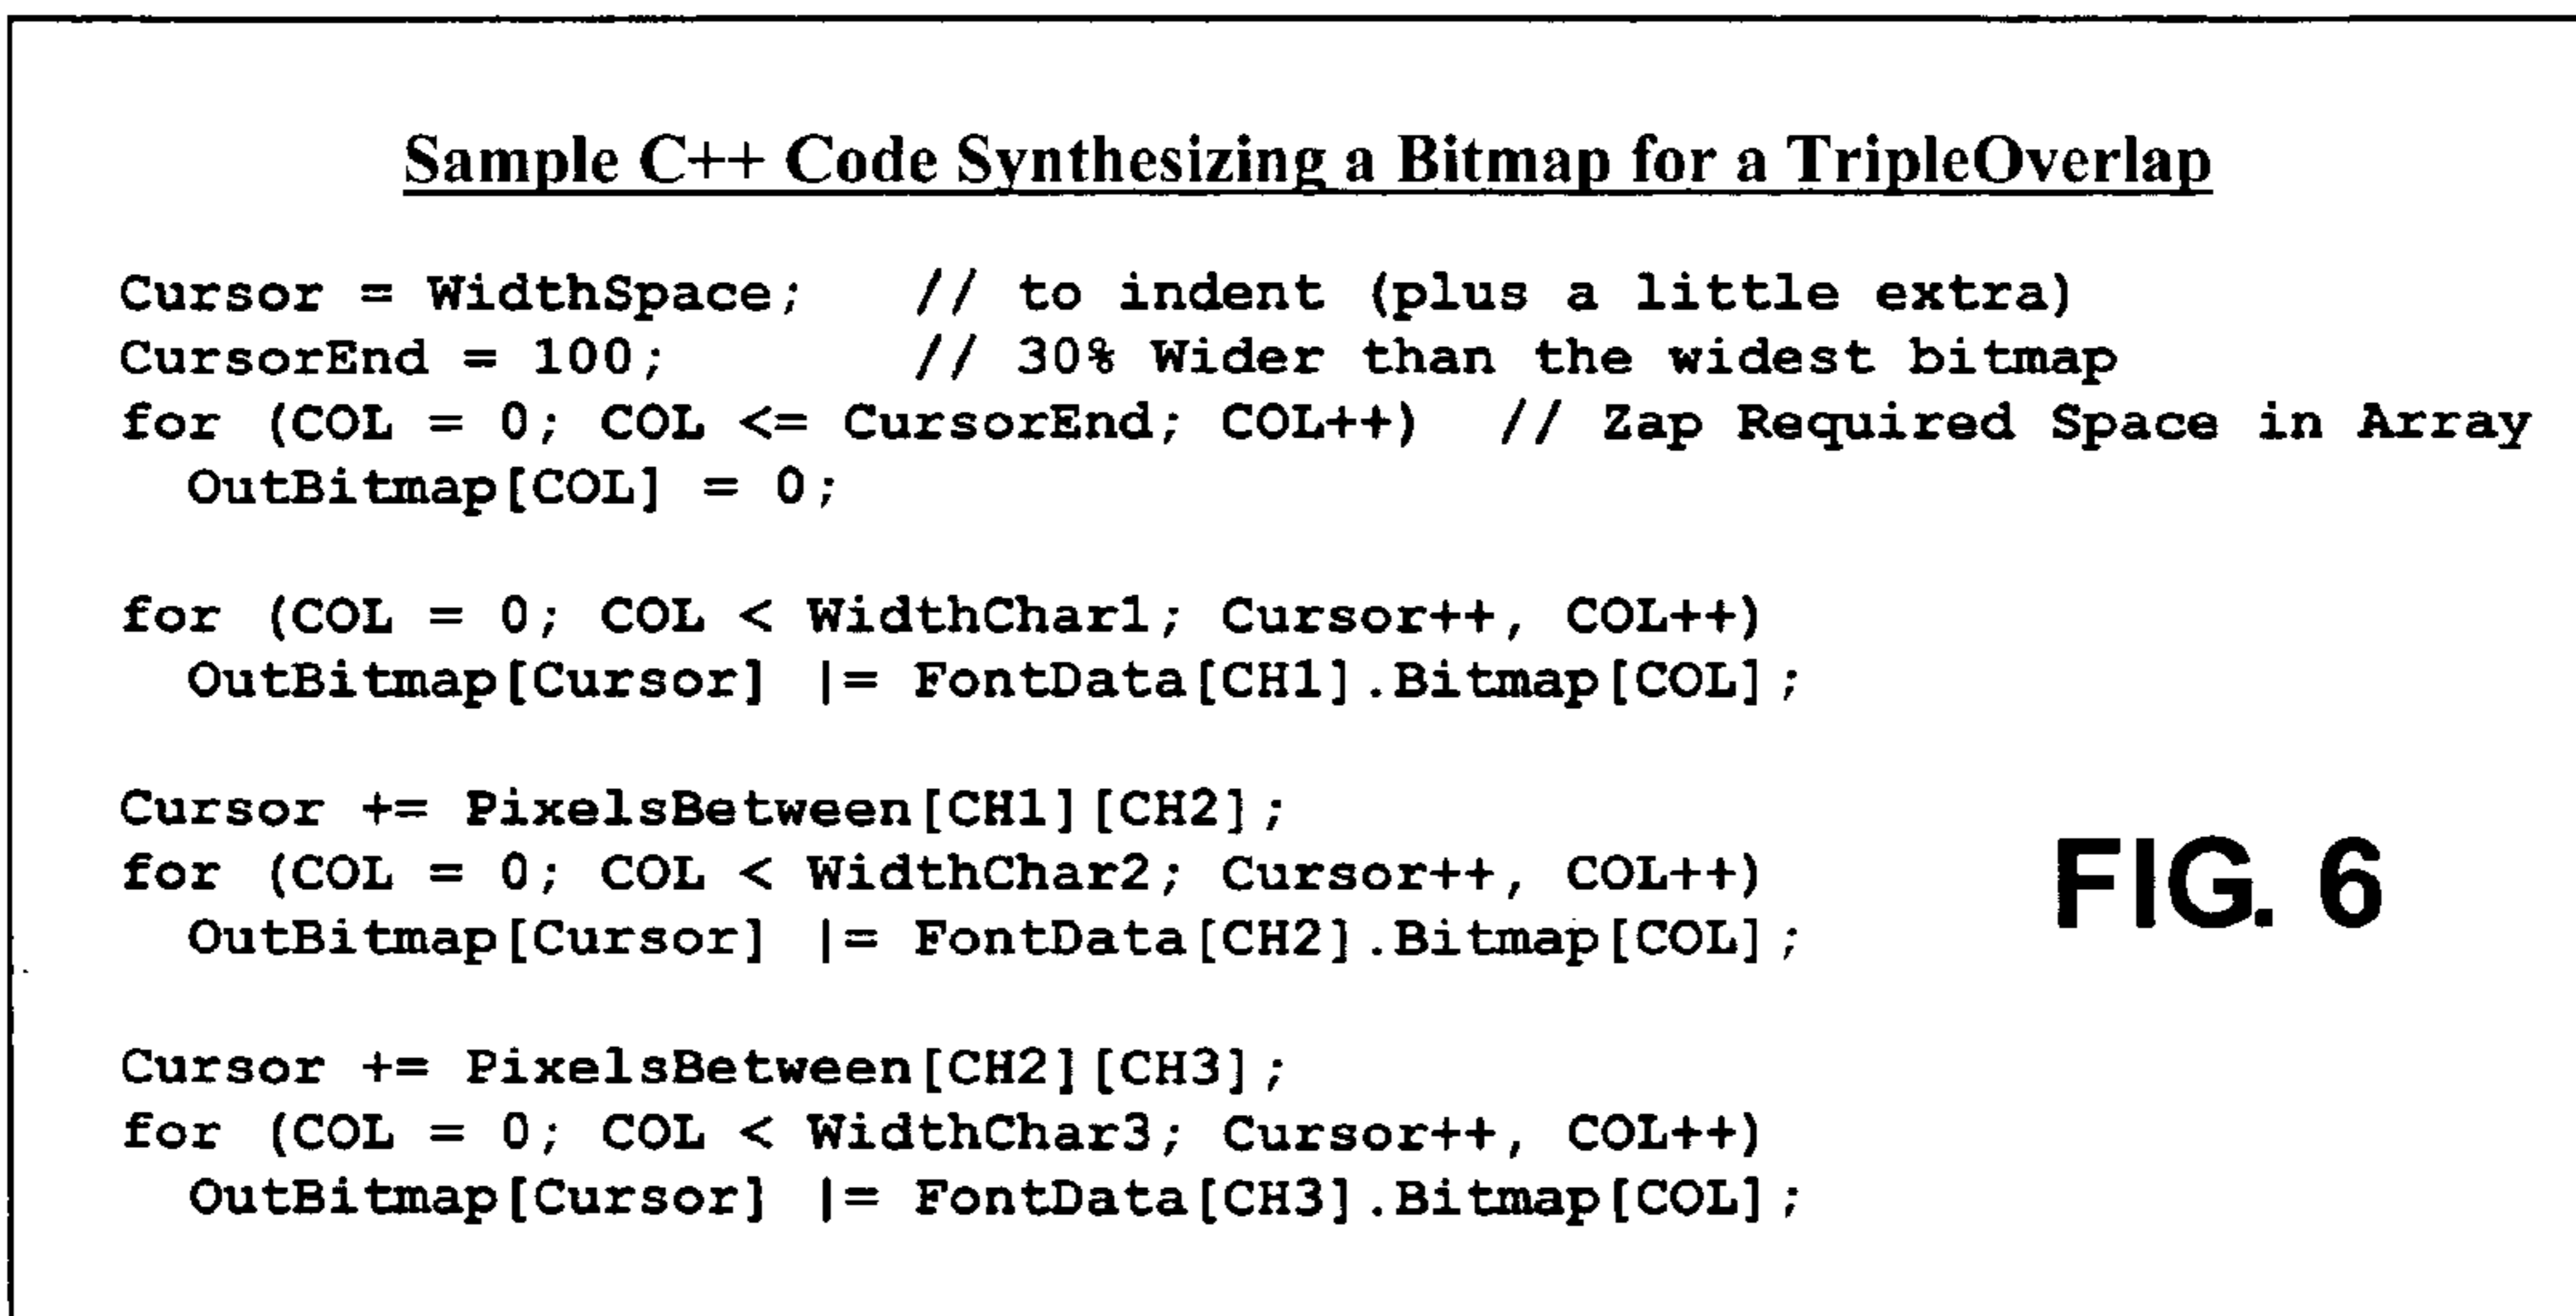 Sample C++ Code Synthesizing a Bitmap for a TripleOverlap
Cursor = WidthSpace;    // to indent (plus a little extra)
CursorEnd = 100;        // 30% Wider than the widest bitmap
for (COL = 0; COL <= CursorEnd; COL++)  // Zap Required Space in Array
  OutBitmap[COL] = 0;
for (COL = 0; COL < WidthChar1; Cursor++, COL++)
  OutBitmap[Cursor] |= FontData[CH1].Bitmap[COL];
Cursor += PixelsBetween[CH1][CH2];
for (COL = 0; COL < WidthChar2; Cursor++, COL++)
  OutBitmap[Cursor] |= FontData[CH2].Bitmap[COL];
Cursor += PixelsBetween[CH2][CH3];
for (COL = 0; COL < WidthChar3; Cursor++, COL++)
  OutBitmap[Cursor] |= FontData[CH3].Bitmap[COL];
FIG. 6